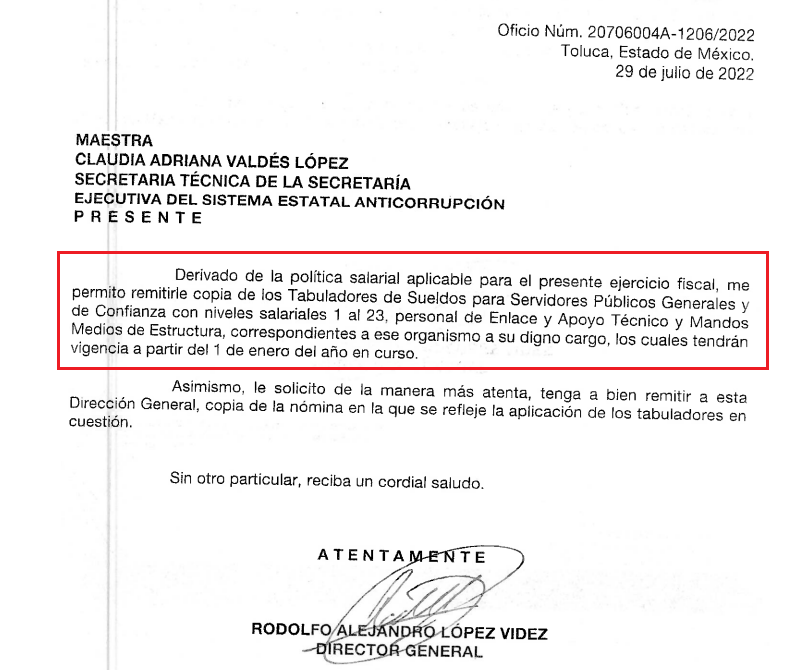 Oficio Núm. 20706004A-1206/2022
Toluca, Estado de México.
29 de julio de 2022
MAESTRA
CLAUDIA ADRIANA VALDÉS LÓPEZ
SECRETARIA TÉCNICA DE LA SECRETARÍA
EJECUTIVA DEL SISTEMA ESTATAL ANTICORRUPCIÓN
P R E S E N T E
Derivado de la política salarial aplicable para el presente ejercicio fiscal, me
permito remitirle copia de los Tabuladores de Sueldos para Servidores Públicos Generales y
de Confianza con niveles salariales 1 al 23, personal de Enlace y Apoyo Técnico y Mandos
Medios de Estructura, correspondientes a ese organismo a su digno cargo, los cuales tendrán
vigencia a partir del 1 de enero del año en curso.
Asimismo, le solicito de la manera más atenta, tenga a bien remitir a esta
Dirección General, copia de la nómina en la que se refleje la aplicación de los tabuladores en
cuestión.
Sin otro particular, reciba un cordial saludo.
A T E N T A M E N T E
RODOLFO ALEJANDRO LÓPEZ VIDEZ
DIRECTOR GENERAL